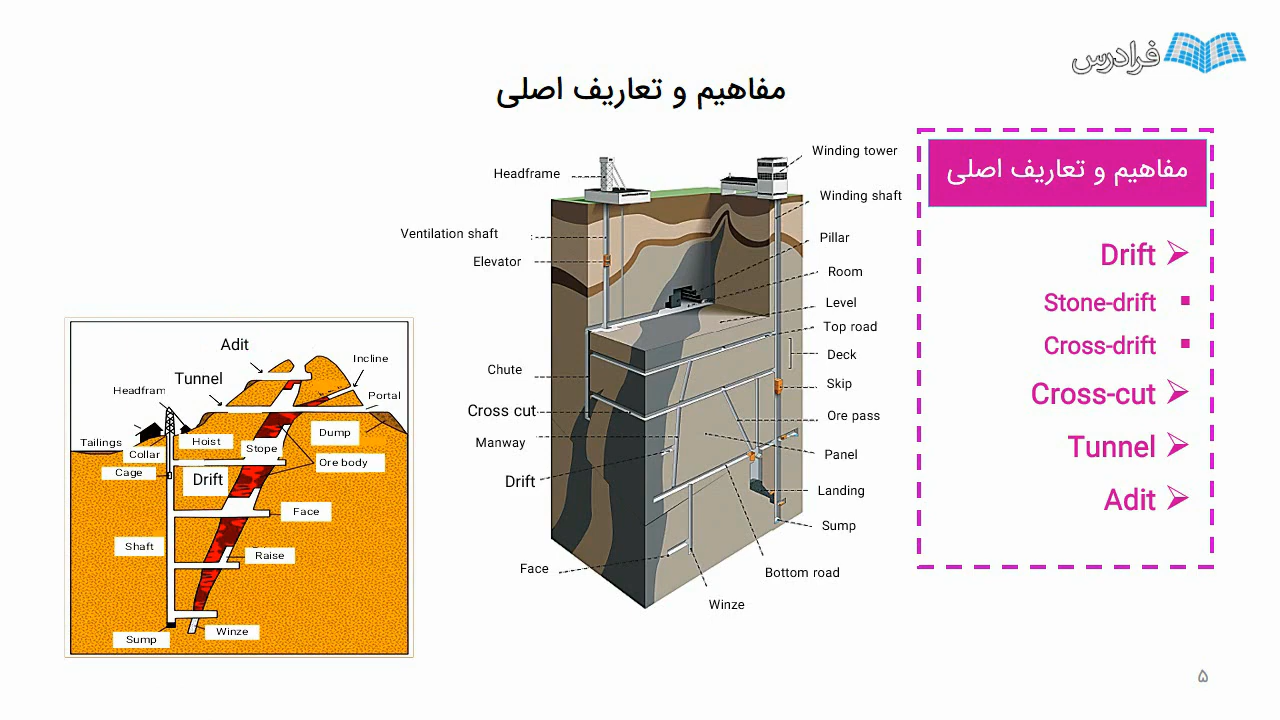 فرادرس
مفاهیم و تعاریف اصلی
مفاهیم و تعاریف اصلی
Drift
Stone-drift
Cross-drift
Cross-cut
Tunnel
Adit
Headframe
Ventilation shaft
Elevator
Chute
Cross cut
Manway
Drift
Face
Winding tower
Winding shaft
Pillar
Room
Level
Top road
Deck
Skip
Ore pass
Panel
Landing
Sump
Bottom road
Winze
Adit
Incline
Tunnel
Headfram
Portal
Tailings
Hoist
Dump
Collar
Stope
Cage
Ore body
Drift
Face
Shaft
Raise
Sump
Winze
۵